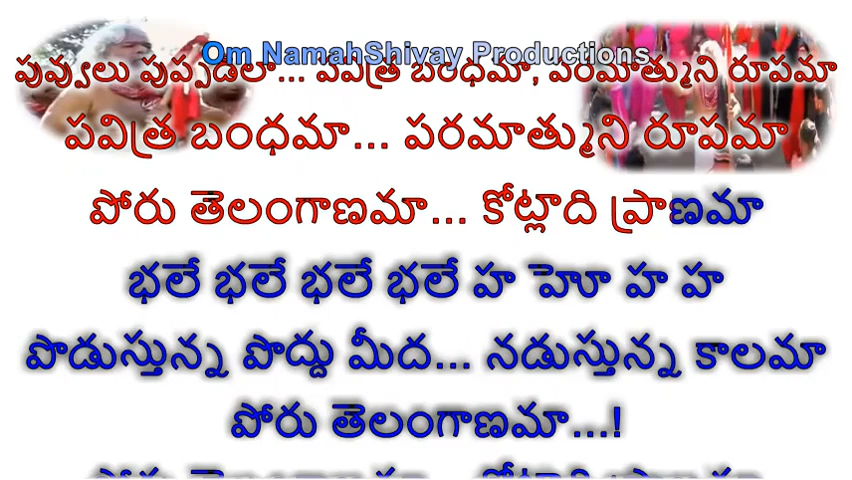 Om NamahShivay Productions
పువ్వులు పుప్పడిలా... పవిత్ర బంధమా, పరమాత్ముని రూపమా
పవిత్ర బంధమా... పరమాత్ముని రూపమా
పోరు తెలంగాణమా... కోట్లాది ప్రాణమా
భలే భలే భలే భలే హ హెూ హ హ
పొడుస్తున్న పొద్దు మీద... నడుస్తున్న కాలమా
పోరు తెలంగాణమా...!